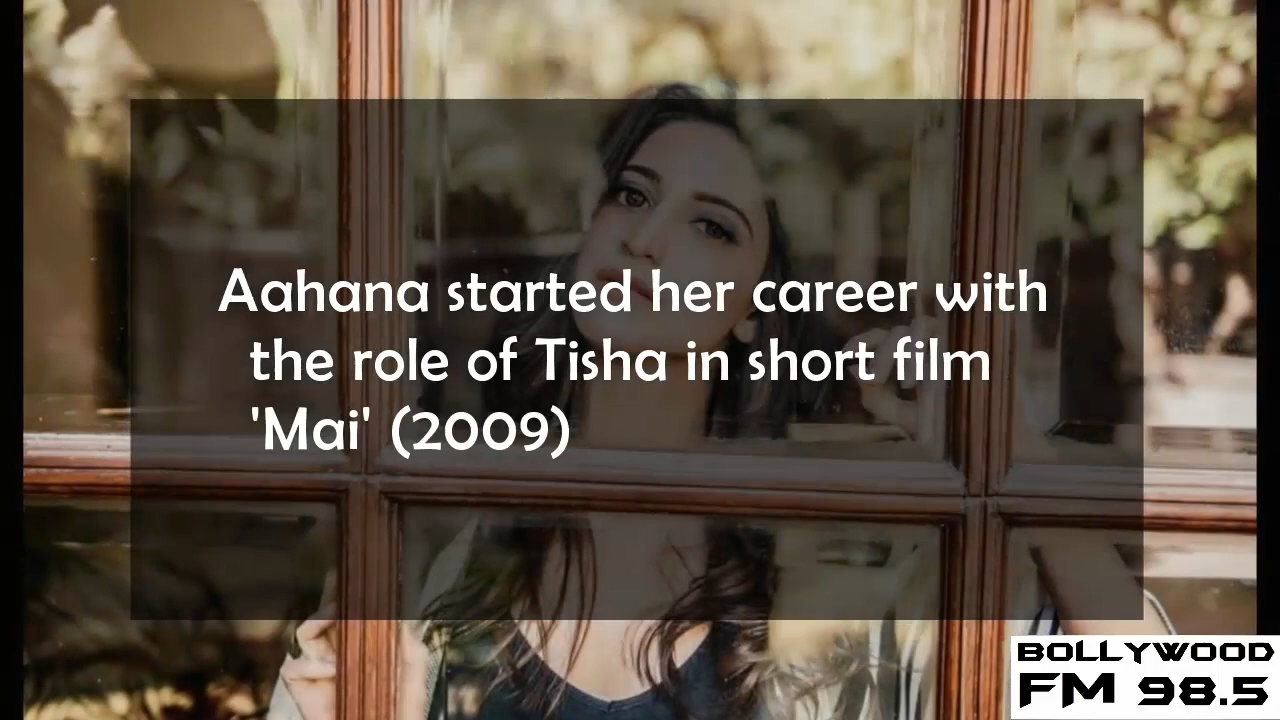 Aahana started her career with
the role of Tisha in short film
'Mai' (2009)
BOLLYWOOD
FM 98.5